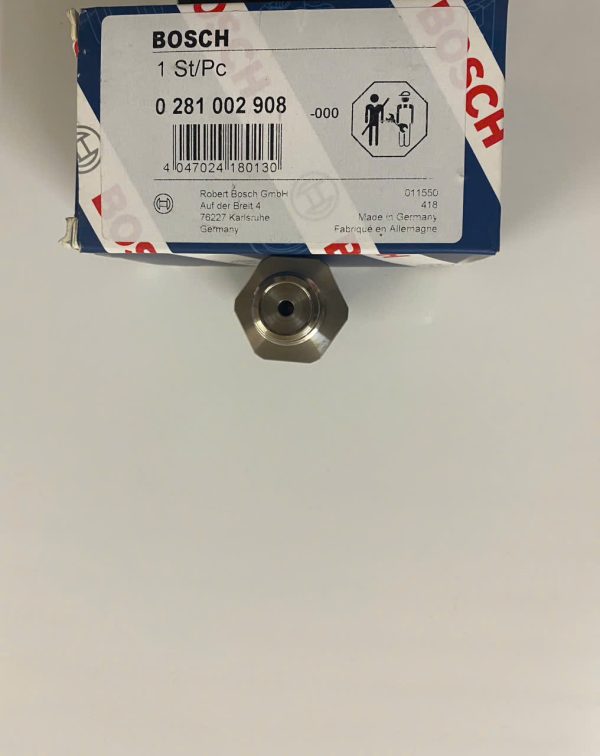 BOSCH
1 St/Pc
0 281 002 908 -000
4 047024 180130
Robert Bosch GmbH
Auf der Breit 4
76227 Karlsruhe
Germany
011550
418
Made in Germany
Fabriqué en Allemagne
BOSCH
BOSCH
BOSCH